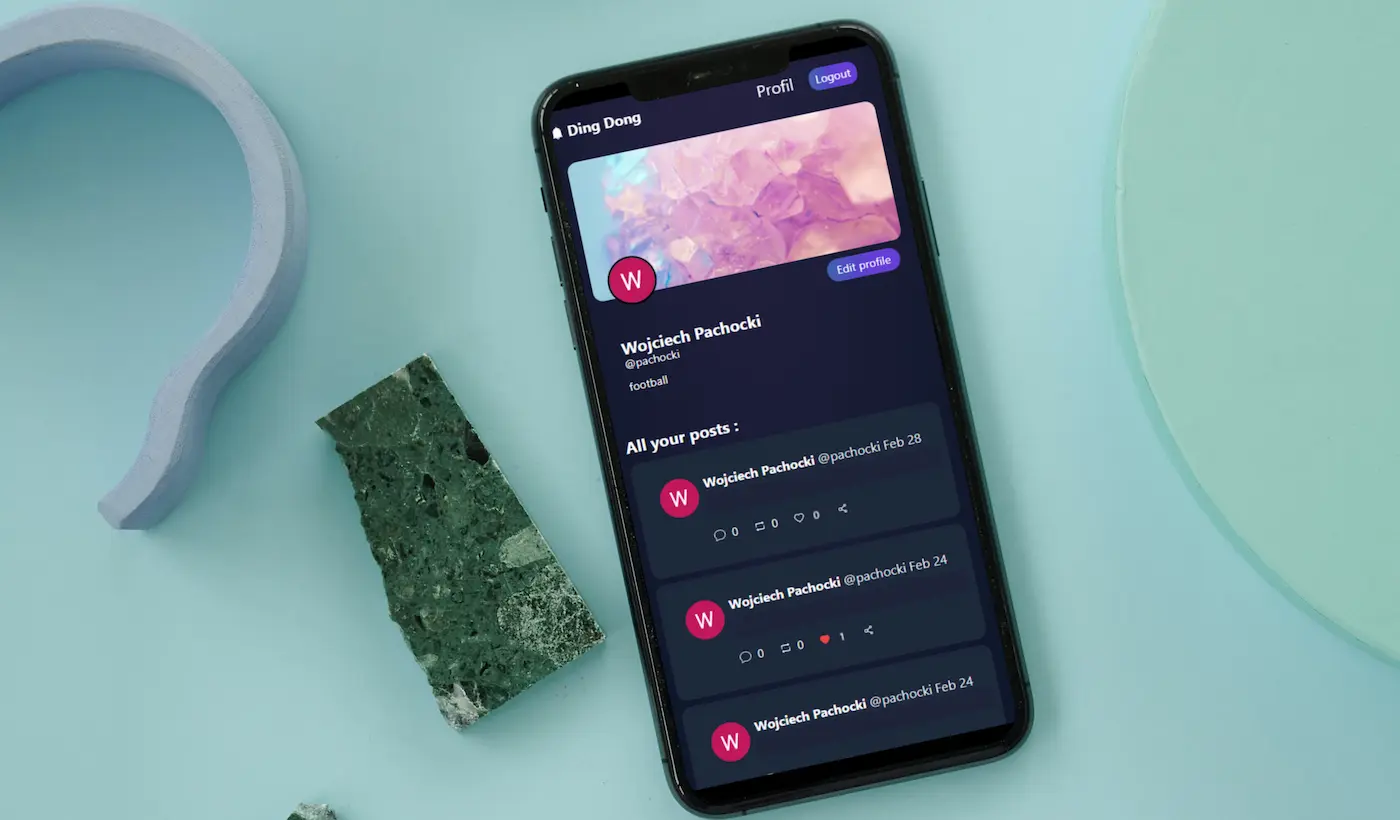 Profil Logout
Ding Dong
W
Edit profile
Wojciech Pachocki
@pachocki
football
All your posts :
W Wojciech Pachocki @pachocki Feb 28
0 0 0
W Wojciech Pachocki @pachocki Feb 24
0 0 1
W Wojciech Pachocki @pachocki Feb 24